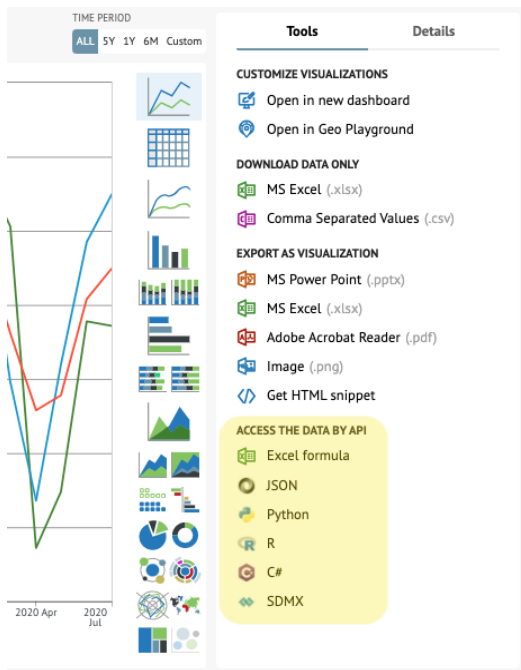 TIME PERIOD
ALL 5Y 1Y 6M Custom
2020 Apr
2020
Jul
Tools Details
CUSTOMIZE VISUALIZATIONS
Open in new dashboard
Open in Geo Playground
DOWNLOAD DATA ONLY
MS Excel (.xlsx)
Comma Separated Values (.csv)
EXPORT AS VISUALIZATION
MS Power Point (.pptx)
MS Excel (.xlsx)
Adobe Acrobat Reader (.pdf)
Image (.png)
Get HTML snippet
ACCESS THE DATA BY API
Excel formula
JSON
Python
R
C#
SDMX